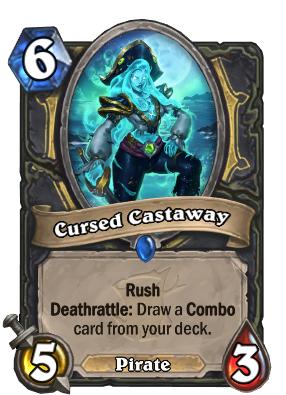 6
Cursed Castaway
Rush
Deathrattle: Draw a Combo
card from your deck.
5
Pirate
3